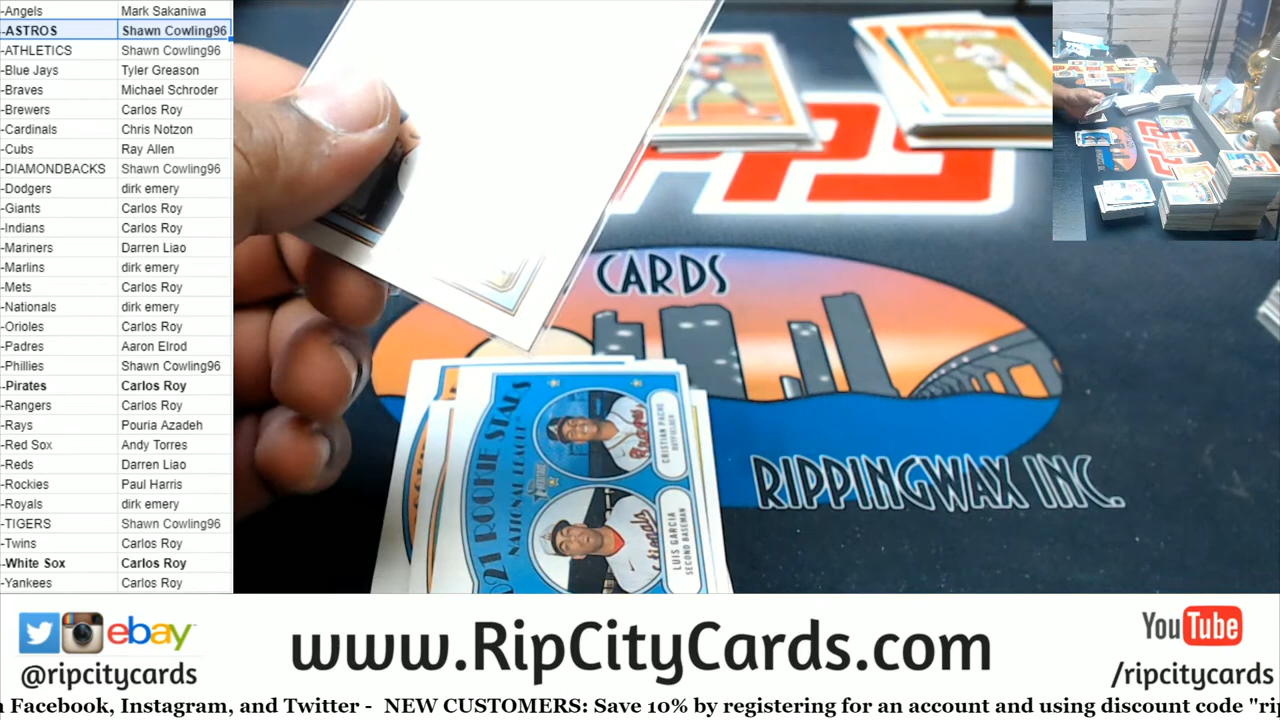 -Angels Mark Sakaniwa
-ASTROS Shawn Cowling96
-ATHLETICS Shawn Cowling96
-Blue Jays Tyler Greason
-Braves Michael Schroder
-Brewers Carlos Roy
-Cardinals Chris Notzon
-Cubs Ray Allen
-DIAMONDBACKS Shawn Cowling96
-Dodgers dirk emery
-Giants Carlos Roy
-Indians Carlos Roy
-Mariners Darren Liao
-Marlins dirk emery
-Mets Carlos Roy
-Nationals dirk emery
-Orioles Carlos Roy
-Padres Aaron Elrod
-Phillies Shawn Cowling96
-Pirates Carlos Roy
-Rangers Carlos Roy
-Rays Pouria Azadeh
-Red Sox Andy Torres
-Reds Darren Liao
-Rockies Paul Harris
-Royals dirk emery
-TIGERS Shawn Cowling96
-Twins Carlos Roy
-White Sox Carlos Roy
-Yankees Carlos Roy
CARDS
RIPPINGWAX INC.
2021 ROOKIE STARS
NATIONAL LEAGUE
CRISTIAN PACHE
OUTFIELDER
Braves
LUIS GARCIA
SECOND BASEMAN
ebay
@ripcitycards
www.RipCityCards.com
YouTube
/ripcitycards
Facebook, Instagram, and Twitter - NEW CUSTOMERS: Save 10% by registering for an account and using discount code "rip